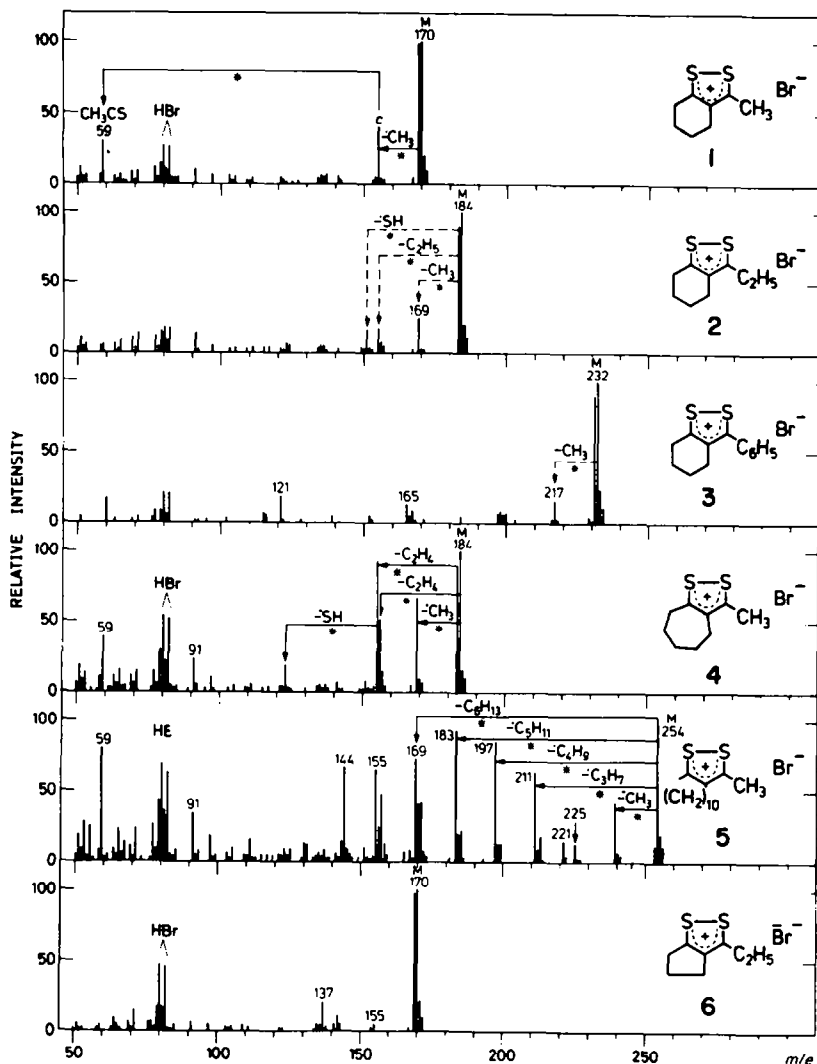 RELATIVE INTENSITY
100
50
0
CH₃CS
59
HBr
*
c
-CH₃
*
M
170
S S
+
CH₃
Br⁻
1
100
50
0
-SH
*
-C₂H₅
*
-CH₃
*
169
M
184
S S
+
C₂H₅
Br⁻
2
100
50
0
121
165
217
-CH₃
*
M
232
S S
+
C₆H₅
Br⁻
3
100
50
0
59
HBr
91
-SH
*
-C₂H₄
*
-C₂H₄
*
-CH₃
*
M
184
S S
+
CH₃
Br⁻
4
100
50
0
59
HE
91
144
155
169
183
197
211
221
225
-C₆H₁₃
*
-C₅H₁₁
*
-C₄H₉
*
-C₃H₇
*
-CH₃
*
M
254
S S
+
(CH₂)₁₀
CH₃
Br⁻
5
100
50
0
HBr
137
155
M
170
S S
+
C₂H₅
Br⁻
6
50 100 150 200 250 m/e